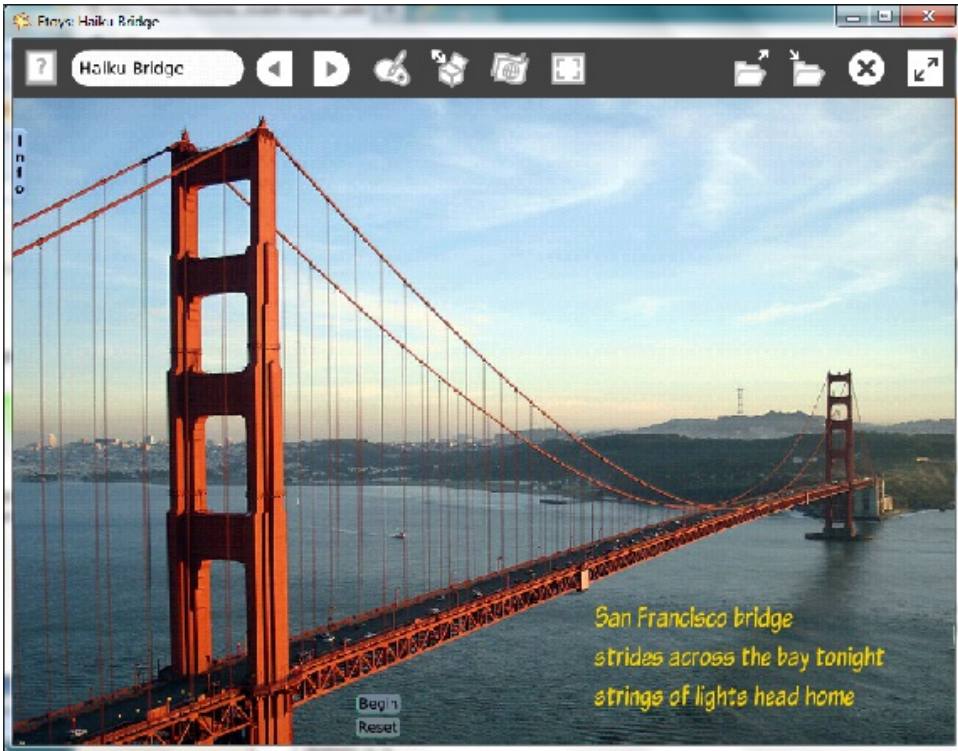 Etoys: Haiku Bridge
?
Haiku Bridge
Info
San Francisco bridge
strides across the bay tonight
strings of lights head home
Begin
Reset